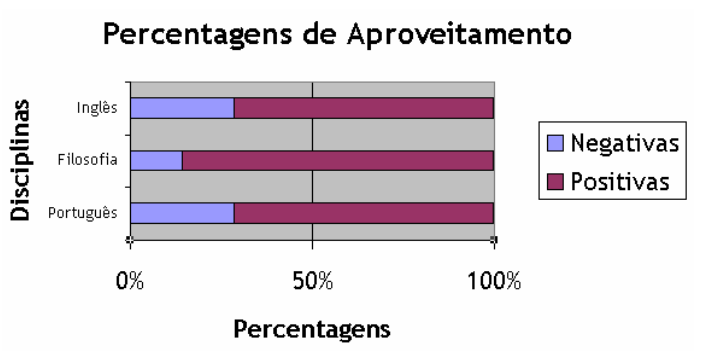 Percentagens de Aproveitamento
Disciplinas
Inglês
Filosofia
Português
0%
50%
100%
Percentagens
Negativas
Positivas